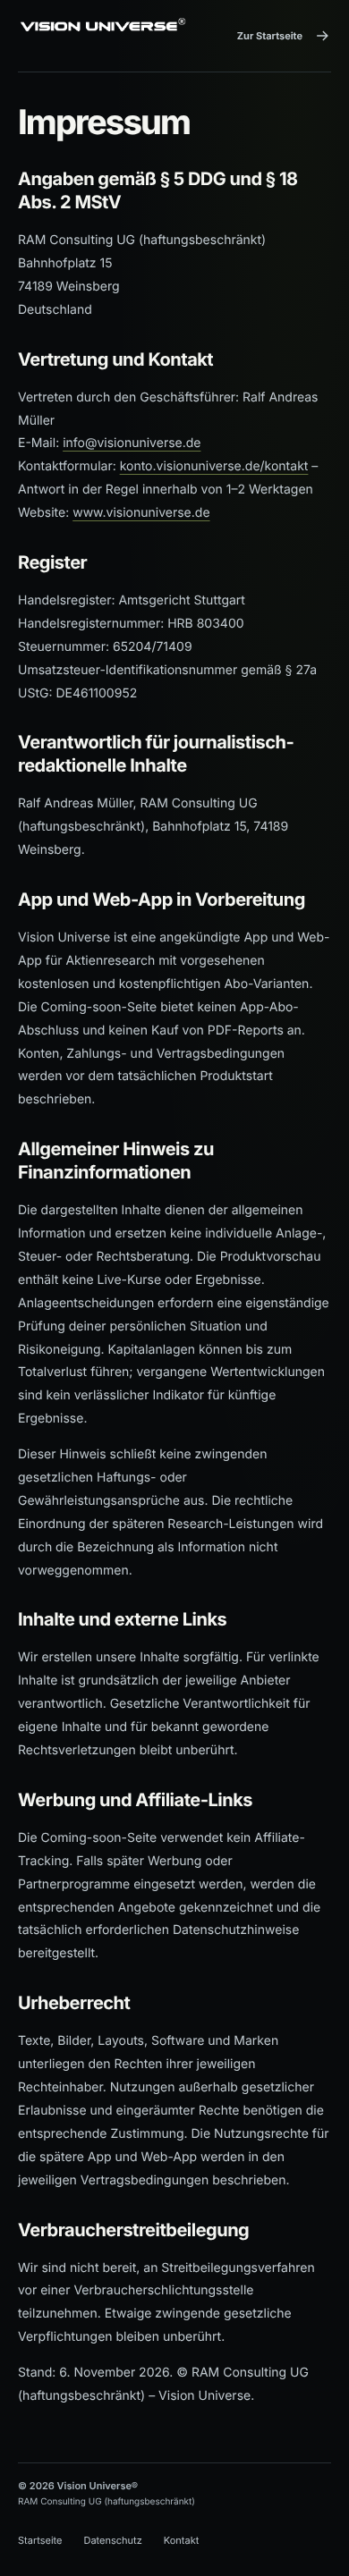 VISION UNIVERSE®
Zur Startseite →
Impressum
Angaben gemäß § 5 DDG und § 18
Abs. 2 MStV
RAM Consulting UG (haftungsbeschränkt)
Bahnhofplatz 15
74189 Weinsberg
Deutschland
Vertretung und Kontakt
Vertreten durch den Geschäftsführer: Ralf Andreas
Müller
E-Mail: info@visionuniverse.de
Kontaktformular: konto.visionuniverse.de/kontakt –
Antwort in der Regel innerhalb von 1–2 Werktagen
Website: www.visionuniverse.de
Register
Handelsregister: Amtsgericht Stuttgart
Handelsregisternummer: HRB 803400
Steuernummer: 65204/71409
Umsatzsteuer-Identifikationsnummer gemäß § 27a
UStG: DE461100952
Verantwortlich für journalistisch-
redaktionelle Inhalte
Ralf Andreas Müller, RAM Consulting UG
(haftungsbeschränkt), Bahnhofplatz 15, 74189
Weinsberg.
App und Web-App in Vorbereitung
Vision Universe ist eine angekündigte App und Web-
App für Aktienresearch mit vorgesehenen
kostenlosen und kostenpflichtigen Abo-Varianten.
Die Coming-soon-Seite bietet keinen App-Abo-
Abschluss und keinen Kauf von PDF-Reports an.
Konten, Zahlungs- und Vertragsbedingungen
werden vor dem tatsächlichen Produktstart
beschrieben.
Allgemeiner Hinweis zu
Finanzinformationen
Die dargestellten Inhalte dienen der allgemeinen
Information und ersetzen keine individuelle Anlage-,
Steuer- oder Rechtsberatung. Die Produktvorschau
enthält keine Live-Kurse oder Ergebnisse.
Anlageentscheidungen erfordern eine eigenständige
Prüfung deiner persönlichen Situation und
Risikoneigung. Kapitalanlagen können bis zum
Totalverlust führen; vergangene Wertentwicklungen
sind kein verlässlicher Indikator für künftige
Ergebnisse.
Dieser Hinweis schließt keine zwingenden
gesetzlichen Haftungs- oder
Gewährleistungsansprüche aus. Die rechtliche
Einordnung der späteren Research-Leistungen wird
durch die Bezeichnung als Information nicht
vorweggenommen.
Inhalte und externe Links
Wir erstellen unsere Inhalte sorgfältig. Für verlinkte
Inhalte ist grundsätzlich der jeweilige Anbieter
verantwortlich. Gesetzliche Verantwortlichkeit für
eigene Inhalte und für bekannt gewordene
Rechtsverletzungen bleibt unberührt.
Werbung und Affiliate-Links
Die Coming-soon-Seite verwendet kein Affiliate-
Tracking. Falls später Werbung oder
Partnerprogramme eingesetzt werden, werden die
entsprechenden Angebote gekennzeichnet und die
tatsächlich erforderlichen Datenschutzhinweise
bereitgestellt.
Urheberrecht
Texte, Bilder, Layouts, Software und Marken
unterliegen den Rechten ihrer jeweiligen
Rechteinhaber. Nutzungen außerhalb gesetzlicher
Erlaubnisse und eingeräumter Rechte benötigen die
entsprechende Zustimmung. Die Nutzungsrechte für
die spätere App und Web-App werden in den
jeweiligen Vertragsbedingungen beschrieben.
Verbraucherstreitbeilegung
Wir sind nicht bereit, an Streitbeilegungsverfahren
vor einer Verbraucherschlichtungsstelle
teilzunehmen. Etwaige zwingende gesetzliche
Verpflichtungen bleiben unberührt.
Stand: 6. November 2026. © RAM Consulting UG
(haftungsbeschränkt) – Vision Universe.
© 2026 Vision Universe®
RAM Consulting UG (haftungsbeschränkt)
Startseite Datenschutz Kontakt